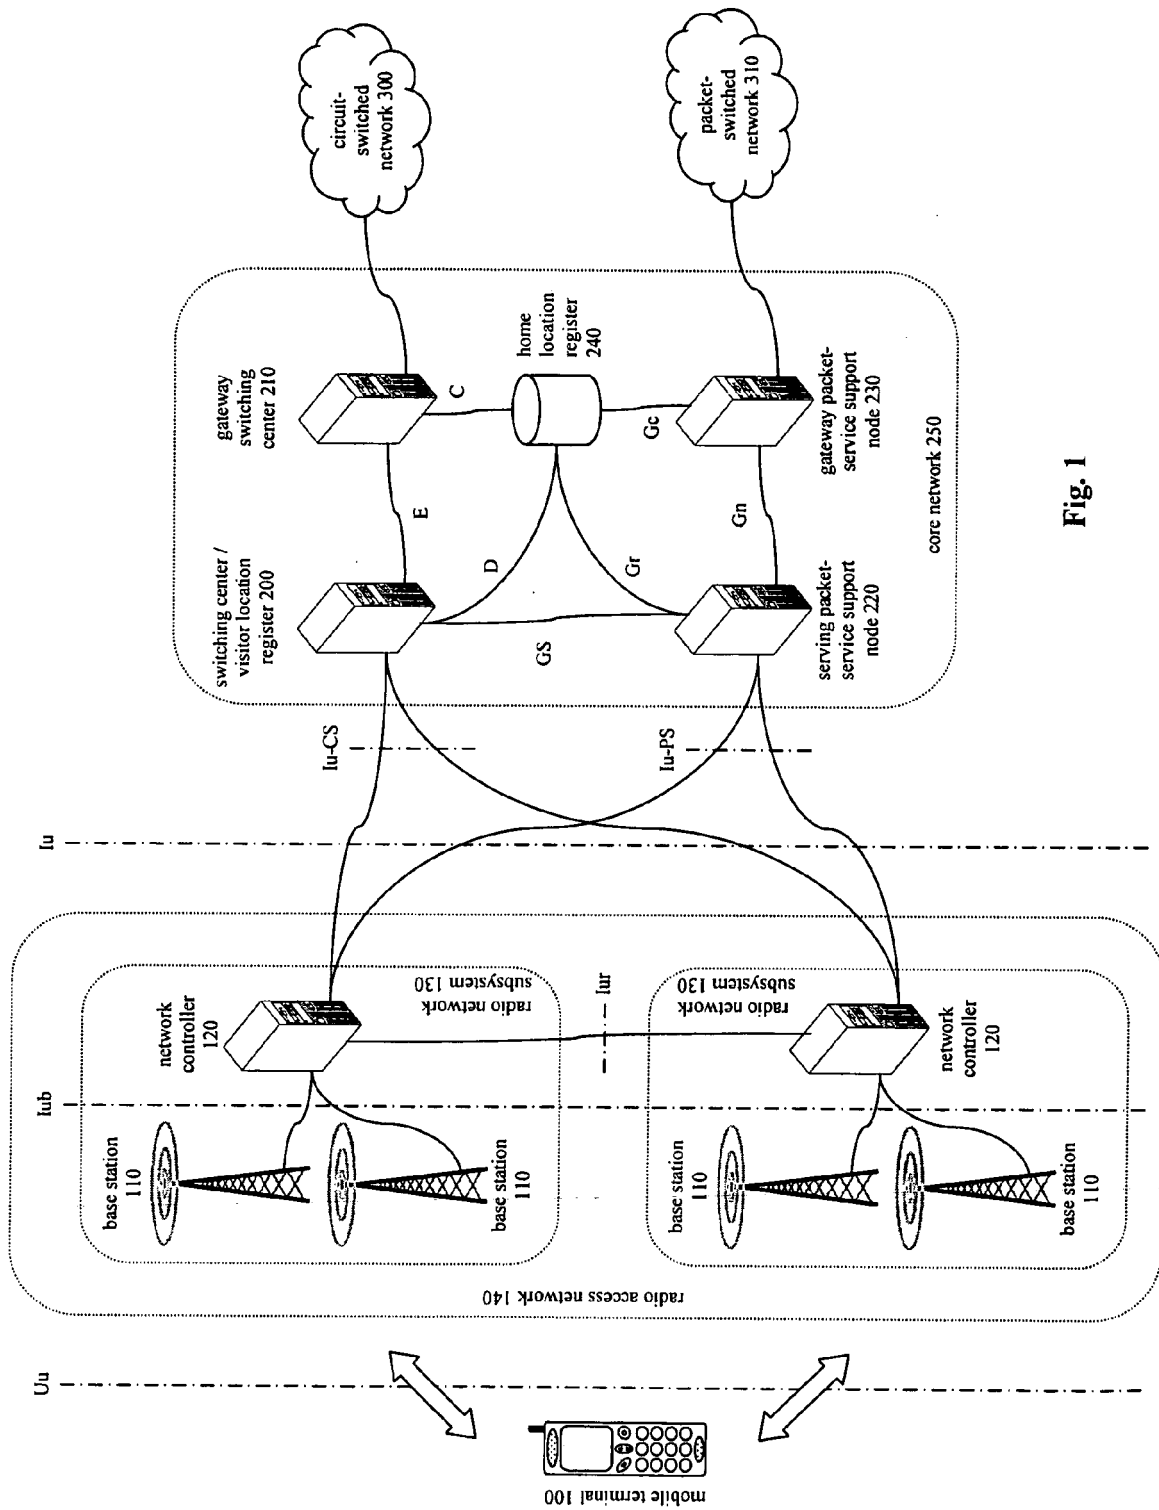 mobile terminal 100
Uu
radio access network 140
base station
110
base station
110
base station
110
base station
110
Iub
network
controller
120
radio network
subsystem 130
Iur
radio network
subsystem 130
network
controller
120
Iu
Iu-CS
Iu-PS
switching center /
visitor location
register 200
GS
D
Gr
E
Gn
serving packet-
service support
node 220
gateway
switching
center 210
C
home
location
register
240
Gc
gateway packet-
service support
node 230
core network 250
circuit-
switched
network 300
packet-
switched
network 310
Fig. 1